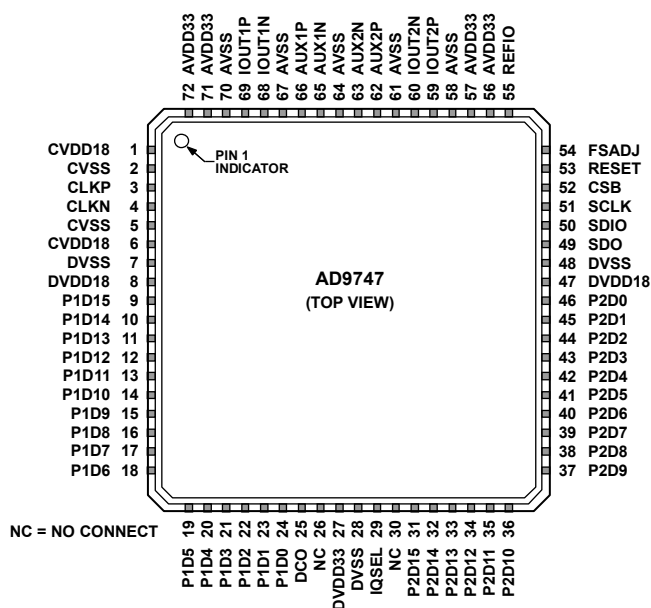 72 AVDD33
71 AVDD33
70 AVSS
69 IOUT1P
68 IOUT1N
67 AVSS
66 AUX1P
65 AUX1N
64 AVSS
63 AUX2N
62 AUX2P
61 AVSS
60 IOUT2N
59 IOUT2P
58 AVSS
57 AVDD33
56 AVDD33
55 REFIO
CVDD18 1
CVSS 2
CLKP 3
CLKN 4
CVSS 5
CVDD18 6
DVSS 7
DVDD18 8
P1D15 9
P1D14 10
P1D13 11
P1D12 12
P1D11 13
P1D10 14
P1D9 15
P1D8 16
P1D7 17
P1D6 18
PIN 1
INDICATOR
AD9747
(TOP VIEW)
54 FSADJ
53 RESET
52 CSB
51 SCLK
50 SDIO
49 SDO
48 DVSS
47 DVDD18
46 P2D0
45 P2D1
44 P2D2
43 P2D3
42 P2D4
41 P2D5
40 P2D6
39 P2D7
38 P2D8
37 P2D9
NC = NO CONNECT
P1D5 19
P1D4 20
P1D3 21
P1D2 22
P1D1 23
P1D0 24
DCO 25
NC 26
DVDD33 27
DVSS 28
IQSEL 29
NC 30
P2D15 31
P2D14 32
P2D13 33
P2D12 34
P2D11 35
P2D10 36